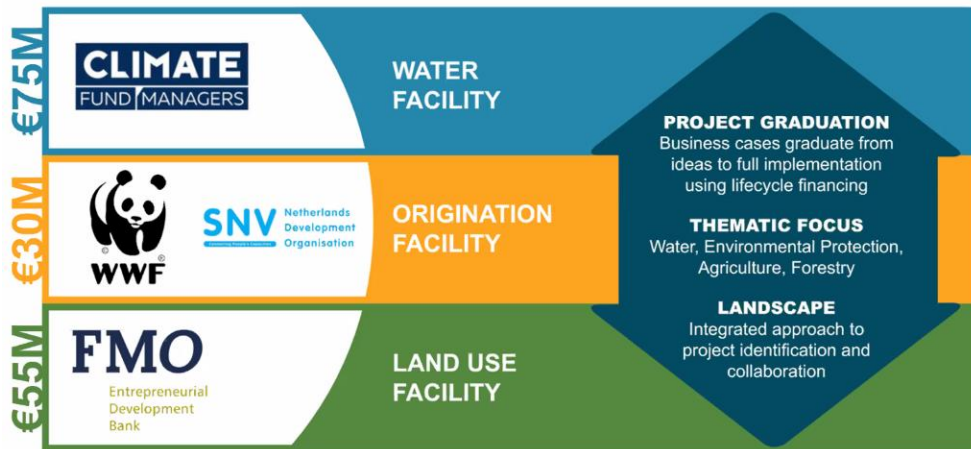 €75M
CLIMATE
FUND MANAGERS
WATER
FACILITY
€30M
WWF
SNV
Netherlands
Development
Organisation
ORIGINATION
FACILITY
€55M
FMO
Entrepreneurial
Development
Bank
LAND USE
FACILITY
PROJECT GRADUATION
Business cases graduate from
ideas to full implementation
using lifecycle financing
THEMATIC FOCUS
Water, Environmental Protection,
Agriculture, Forestry
LANDSCAPE
Integrated approach to
project identification and
collaboration